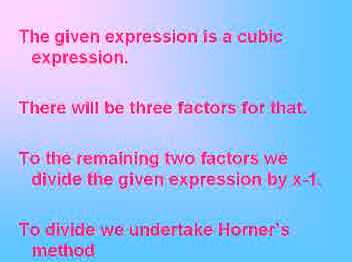 The given expression is a cubic
expression.
There will be three factors for that.
To the remaining two factors we
divide the given expression by x-1.
To divide we undertake Horner's
method